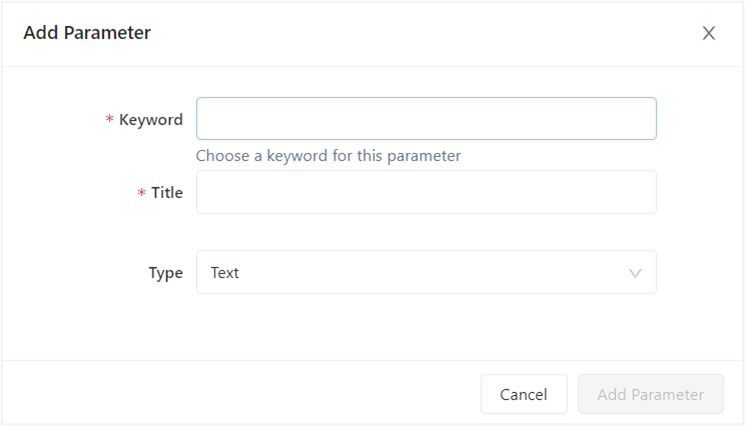 Add Parameter
* Keyword
Choose a keyword for this parameter
* Title
Type Text
Cancel Add Parameter